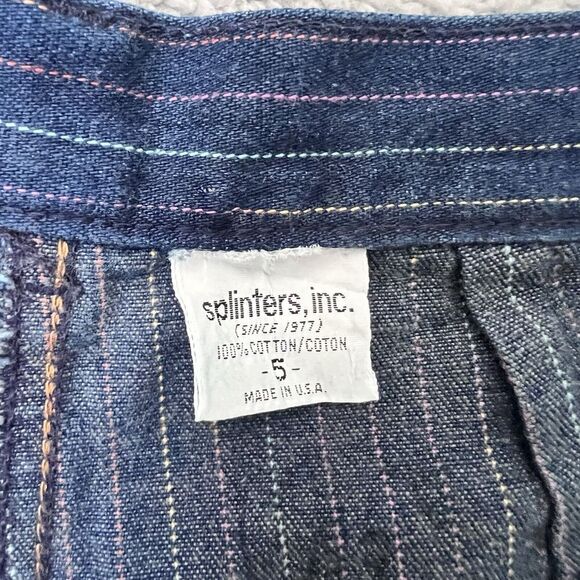 splinters, inc.
(SINCE 1977)
100% COTTON/COTON
-5-
MADE IN U.S.A.